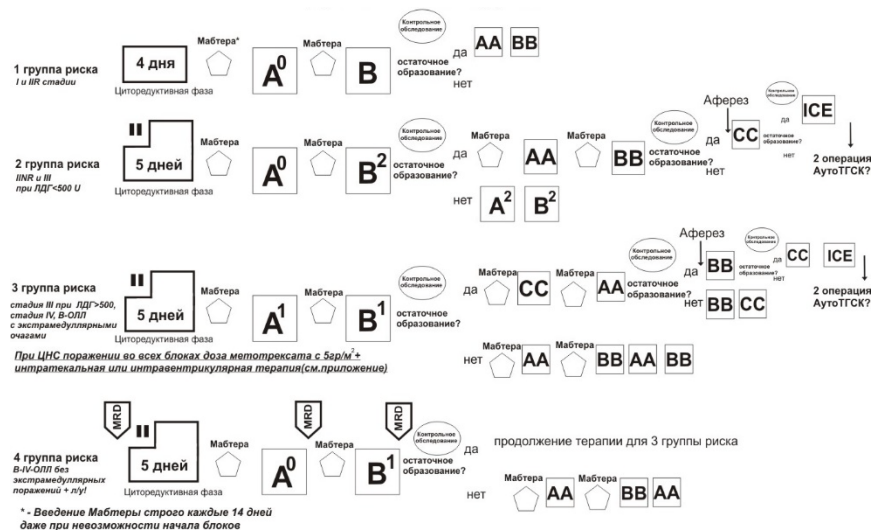 1 группа риска
I и IIR стадии
4 дня
Циторедуктивная фаза
Мабтера*
A⁰
Мабтера
B
Контрольное
обследование
остаточное
образование?
да
AA BB
нет
2 группа риска
IINR и III
при ЛДГ<500 U
II
5 дней
Циторедуктивная фаза
Мабтера
A⁰
Мабтера
B²
Контрольное
обследование
остаточное
образование?
да
Мабтера
AA
Мабтера
BB
Контрольное
обследование
остаточное
образование?
да
нет
Аферез
CC
Контрольное
обследование
да
остаточное
образование?
нет
ICE
2 операция
АутоТГСК?
нет
A² B²
3 группа риска
стадия III при ЛДГ>500,
стадия IV, В-ОЛЛ
с экстрамедуллярными
очагами
II
5 дней
Циторедуктивная фаза
Мабтера
A¹
Мабтера
B¹
Контрольное
обследование
остаточное
образование?
да
Мабтера
CC
Мабтера
AA
Контрольное
обследование
остаточное
образование?
да
Аферез
BB
Контрольное
обследование
остаточное
образование?
да
CC ICE
нет
2 операция
АутоТГСК?
нет
BB CC
При ЦНС поражении во всех блоках доза метотрексата с 5гр/м²+
интратекальная или интравентрикулярная терапия(см.приложение)
нет
Мабтера
AA
Мабтера
BB AA BB
4 группа риска
В-IV-ОЛЛ без
экстрамедуллярных
поражений + л/у!
MRD
II
5 дней
Циторедуктивная фаза
Мабтера
MRD
A⁰
Мабтера
MRD
B¹
Контрольное
обследование
остаточное
образование?
да
продолжение терапии для 3 группы риска
нет
Мабтера
AA
Мабтера
BB AA
* - Введение Мабтеры строго каждые 14 дней
даже при невозможности начала блоков